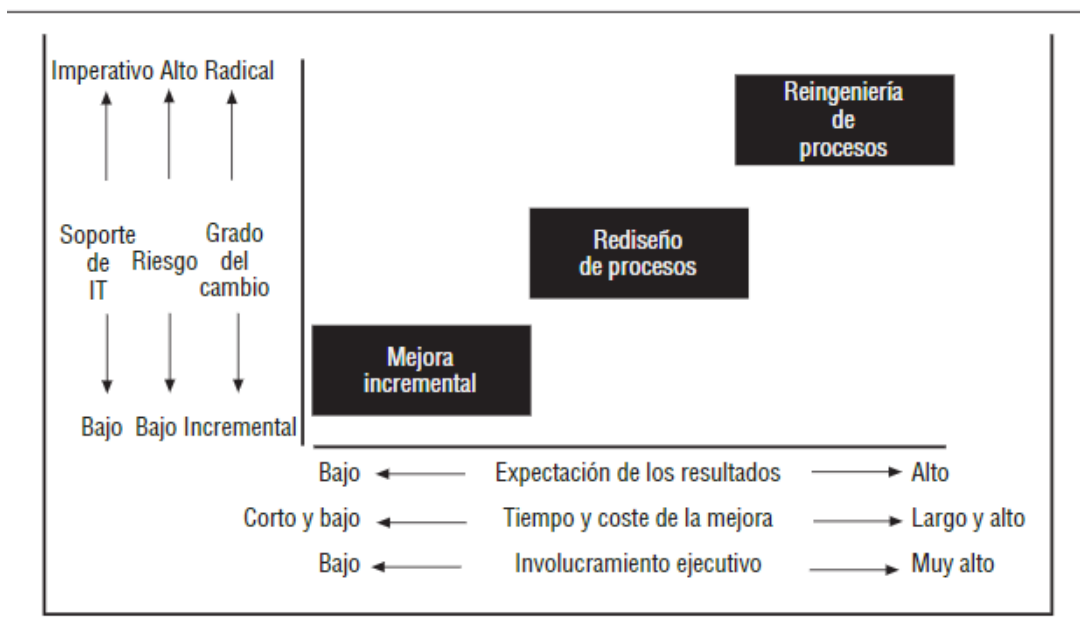 Imperativo Alto Radical
Reingeniería
de
procesos
Soporte
de
IT
Riesgo
Grado
del
cambio
Rediseño
de procesos
Mejora
incremental
Bajo Bajo Incremental
Bajo Expectación de los resultados Alto
Corto y bajo Tiempo y coste de la mejora Largo y alto
Bajo Involucramiento ejecutivo Muy alto